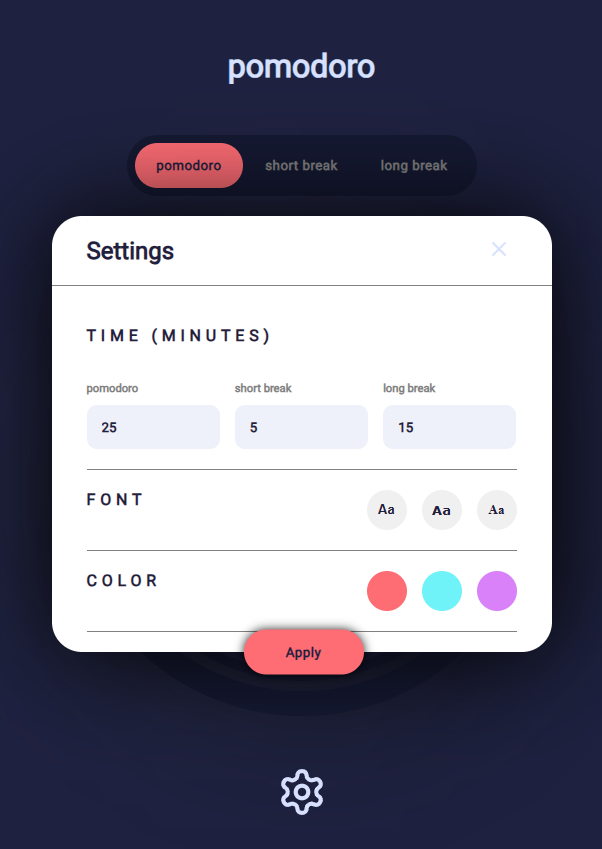 pomodoro
pomodoro short break long break
Settings
TIME (MINUTES)
pomodoro short break long break
25 5 15
FONT Aa Aa Aa
COLOR
Apply